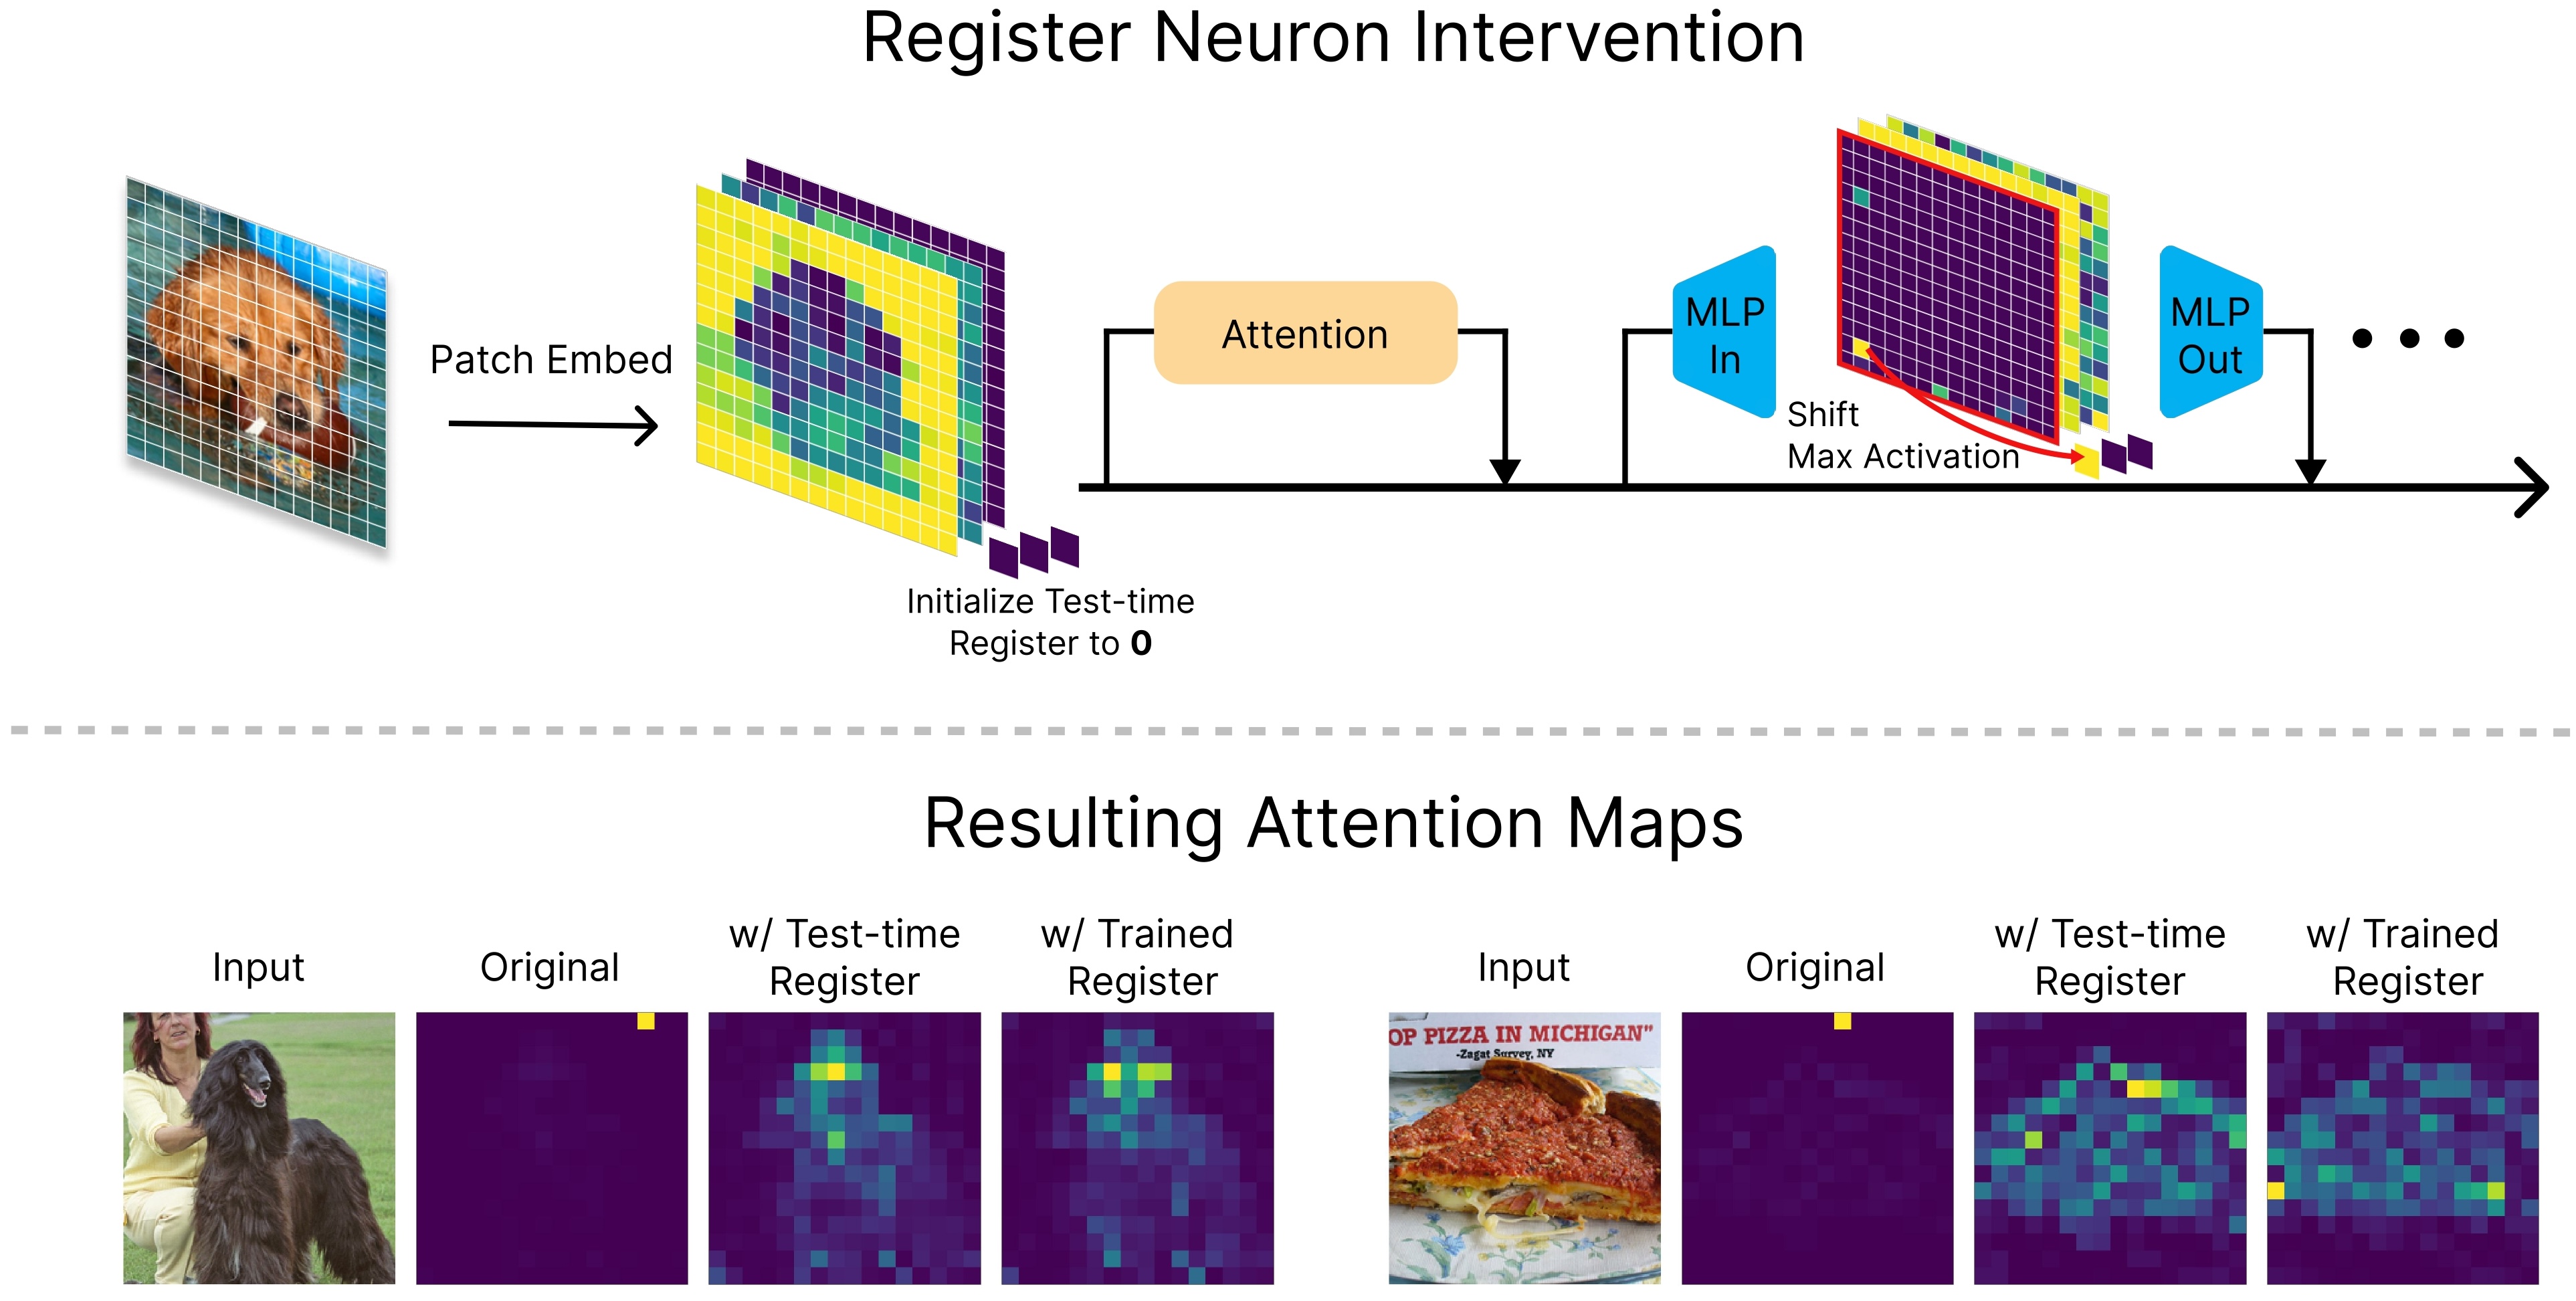 Register Neuron Intervention
Patch Embed
Initialize Test-time
Register to 0
Attention
MLP
In
Shift
Max Activation
MLP
Out
Resulting Attention Maps
Input
Original
w/ Test-time
Register
w/ Trained
Register
Input
Original
w/ Test-time
Register
w/ Trained
Register
OP PIZZA IN MICHIGAN"
-Zagat Survey, NY